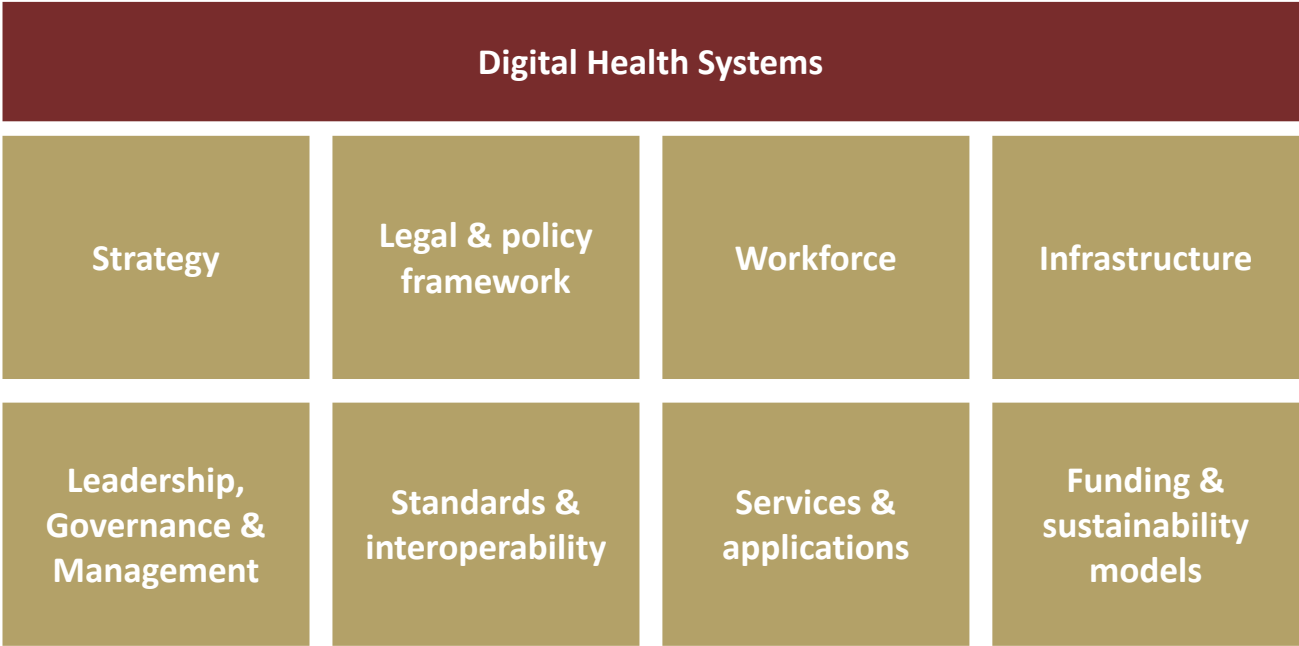 Digital Health Systems
Strategy
Legal & policy
framework
Workforce
Infrastructure
Leadership,
Governance &
Management
Standards &
interoperability
Services &
applications
Funding &
sustainability
models